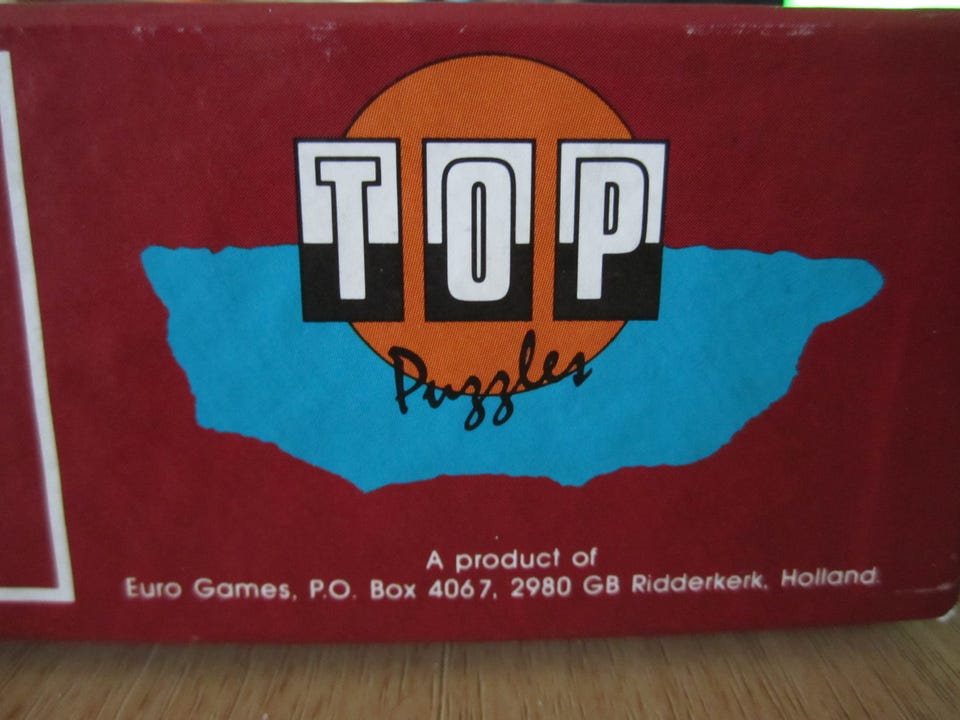 TOP
Puzzles
A product of
Euro Games, P.O. Box 4067, 2980 GB Ridderkerk, Holland.